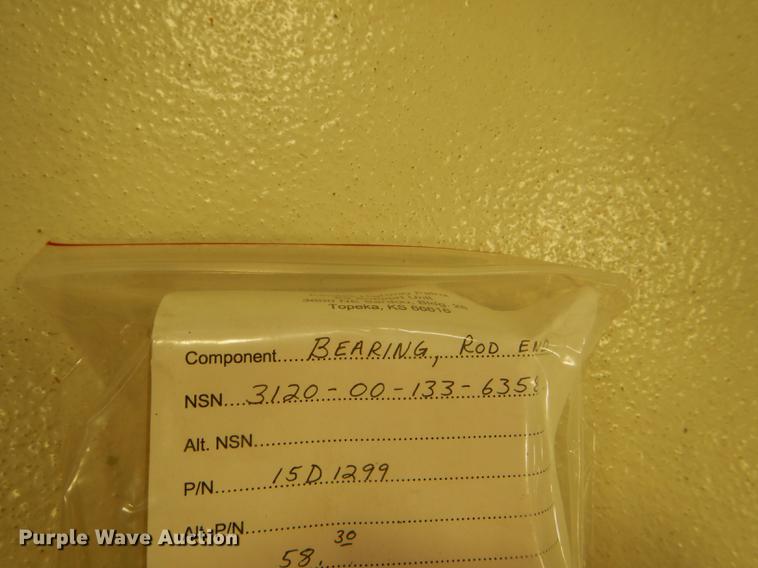 Topeka, KS 66616
Component.... BEARING, ROD END
NSN.... 3120-00-133-6358
Alt. NSN....
P/N.... 15D1299
Alt. P/N....
58.30
Purple Wave Auction